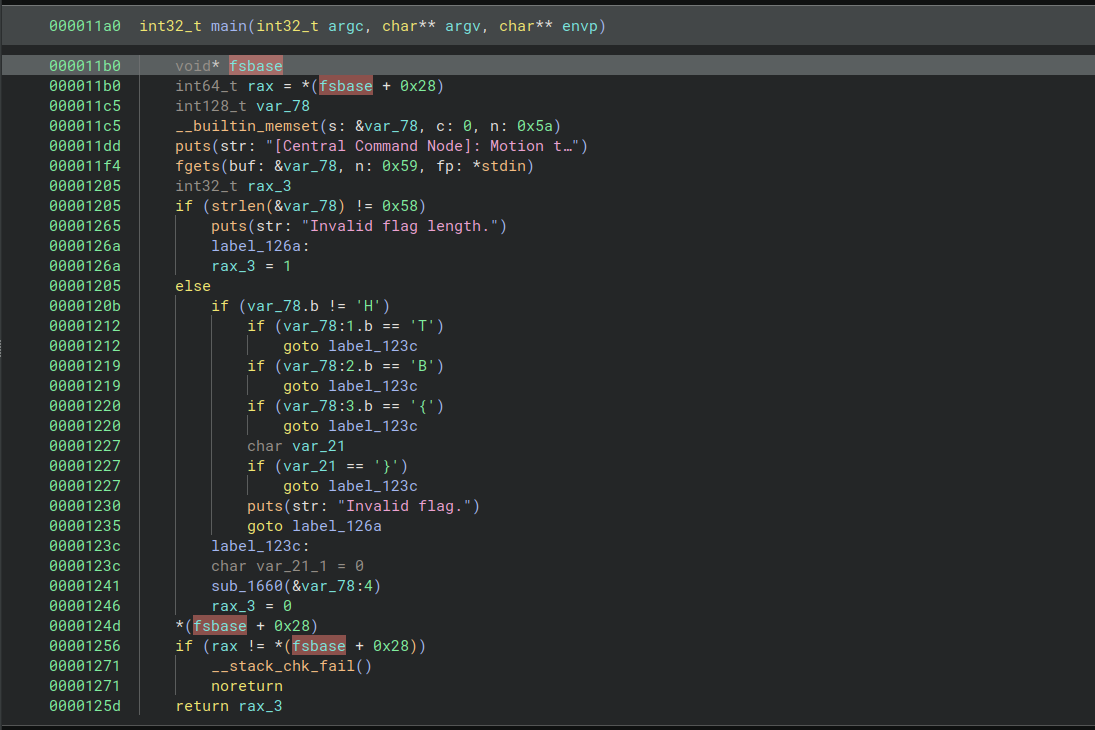 000011a0 int32_t main(int32_t argc, char** argv, char** envp)
000011b0 void* fsbase
000011b0 int64_t rax = *(fsbase + 0x28)
000011c5 int128_t var_78
000011c5 __builtin_memset(s: &var_78, c: 0, n: 0x5a)
000011dd puts(str: "[Central Command Node]: Motion t…")
000011f4 fgets(buf: &var_78, n: 0x59, fp: *stdin)
00001205 int32_t rax_3
00001205 if (strlen(&var_78) != 0x58)
00001265 puts(str: "Invalid flag length.")
0000126a label_126a:
0000126a rax_3 = 1
00001205 else
0000120b if (var_78.b != 'H')
00001212 if (var_78:1.b == 'T')
00001212 goto label_123c
00001219 if (var_78:2.b == 'B')
00001219 goto label_123c
00001220 if (var_78:3.b == '{')
00001220 goto label_123c
00001227 char var_21
00001227 if (var_21 == '}')
00001227 goto label_123c
00001230 puts(str: "Invalid flag.")
00001235 goto label_126a
0000123c label_123c:
0000123c char var_21_1 = 0
00001241 sub_1660(&var_78:4)
00001246 rax_3 = 0
0000124d *(fsbase + 0x28)
00001256 if (rax != *(fsbase + 0x28))
00001271 __stack_chk_fail()
00001271 noreturn
0000125d return rax_3